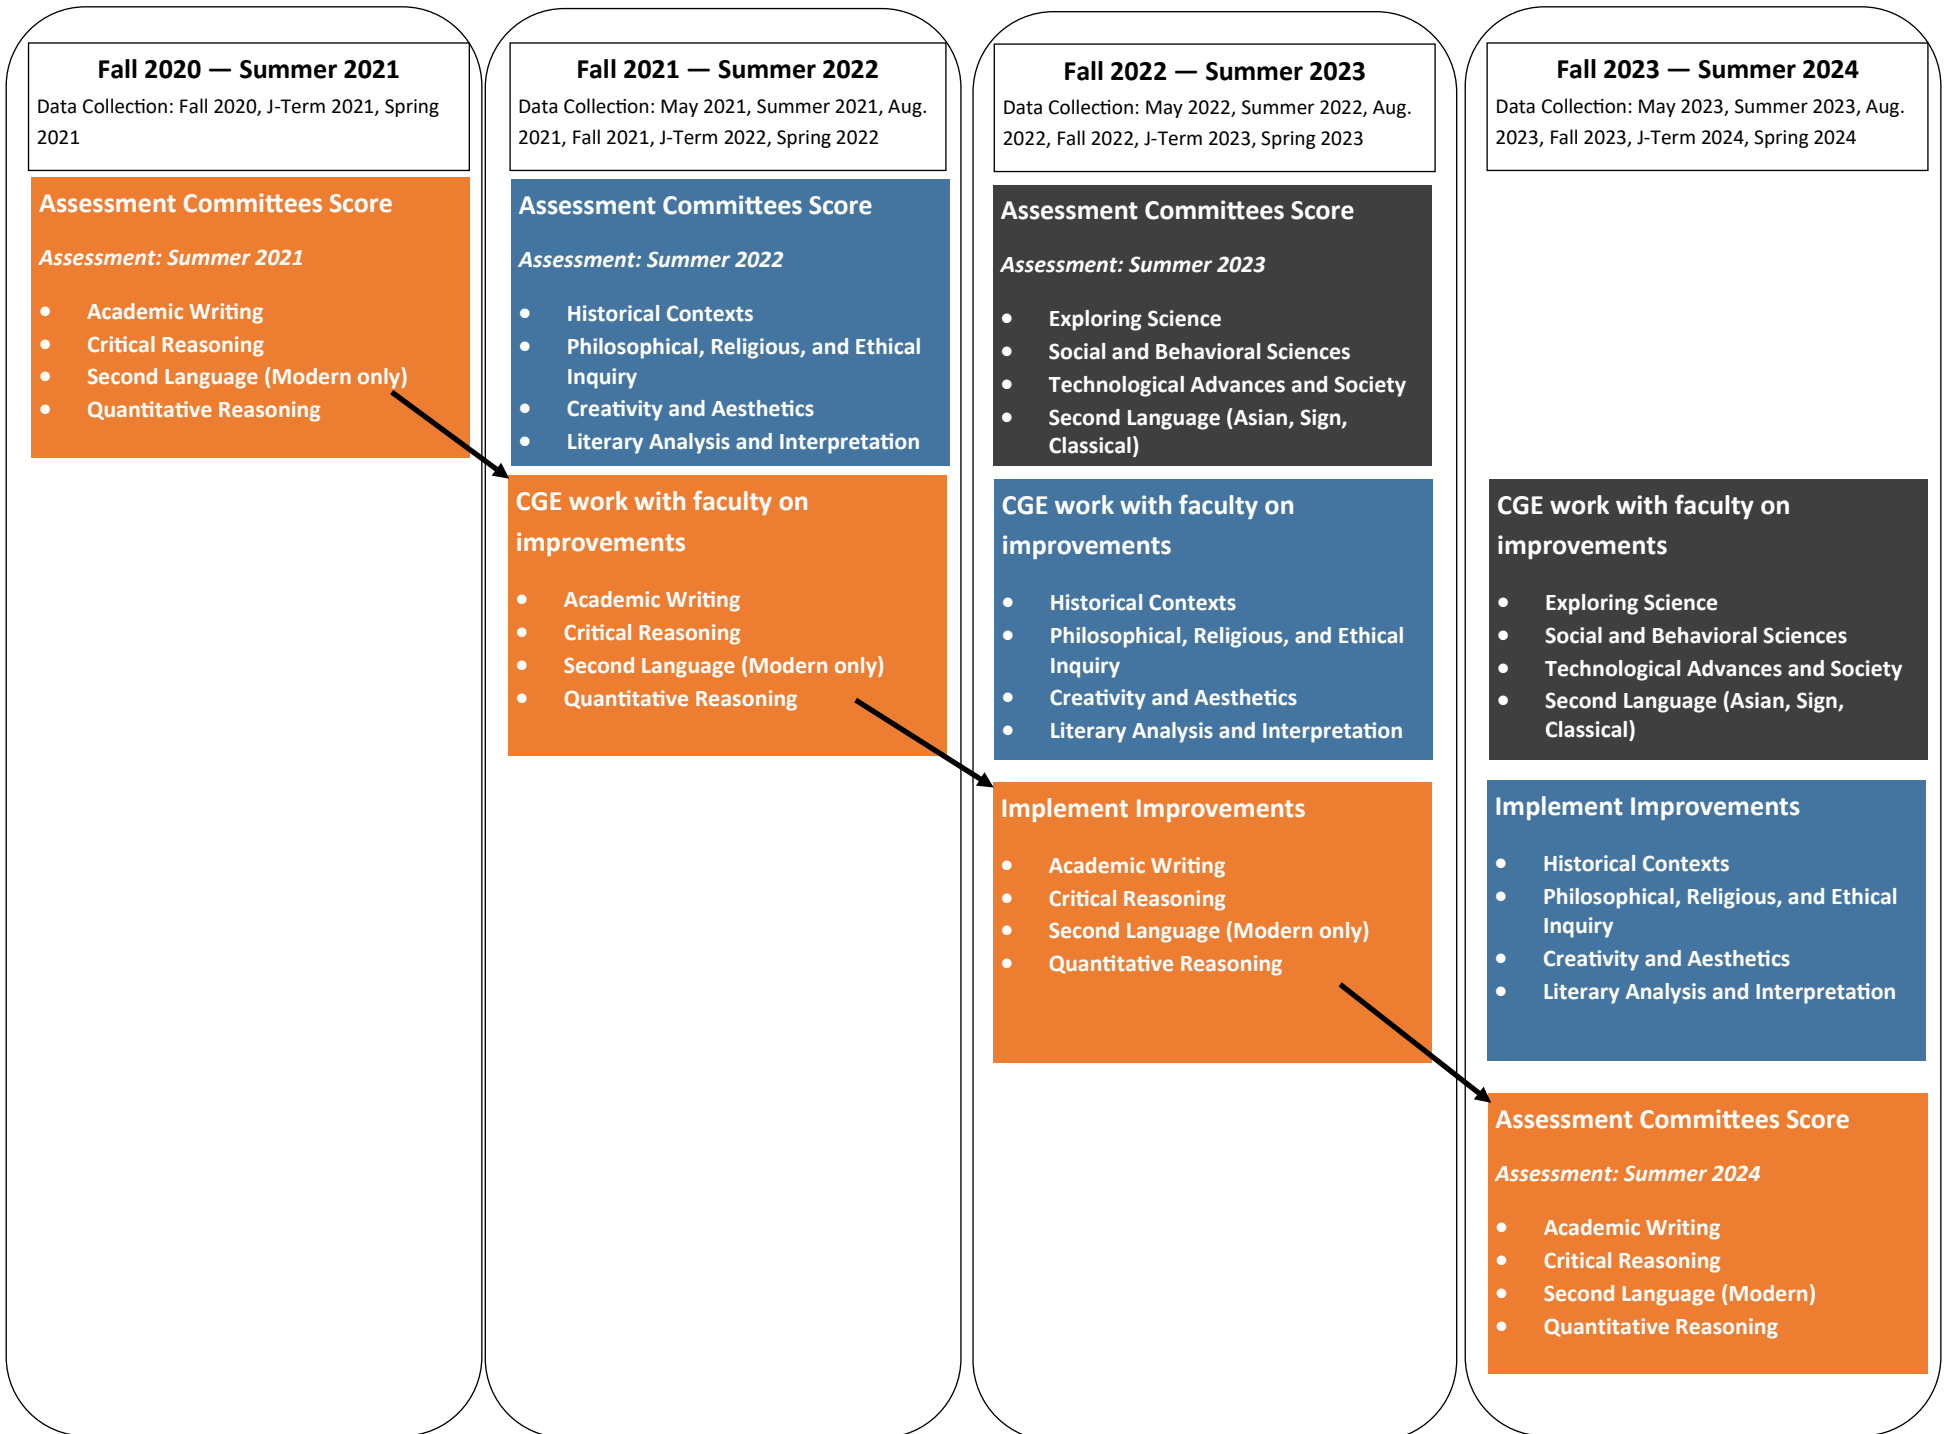 Fall 2020 — Summer 2021
Data Collection: Fall 2020, J-Term 2021, Spring
2021
Assessment Committees Score
Assessment: Summer 2021
• Academic Writing
• Critical Reasoning
• Second Language (Modern only)
• Quantitative Reasoning
Fall 2021 — Summer 2022
Data Collection: May 2021, Summer 2021, Aug.
2021, Fall 2021, J-Term 2022, Spring 2022
Assessment Committees Score
Assessment: Summer 2022
• Historical Contexts
• Philosophical, Religious, and Ethical
Inquiry
• Creativity and Aesthetics
• Literary Analysis and Interpretation
CGE work with faculty on
improvements
• Academic Writing
• Critical Reasoning
• Second Language (Modern only)
• Quantitative Reasoning
Fall 2022 — Summer 2023
Data Collection: May 2022, Summer 2022, Aug.
2022, Fall 2022, J-Term 2023, Spring 2023
Assessment Committees Score
Assessment: Summer 2023
• Exploring Science
• Social and Behavioral Sciences
• Technological Advances and Society
• Second Language (Asian, Sign,
Classical)
CGE work with faculty on
improvements
• Historical Contexts
• Philosophical, Religious, and Ethical
Inquiry
• Creativity and Aesthetics
• Literary Analysis and Interpretation
Implement Improvements
• Academic Writing
• Critical Reasoning
• Second Language (Modern only)
• Quantitative Reasoning
Fall 2023 — Summer 2024
Data Collection: May 2023, Summer 2023, Aug.
2023, Fall 2023, J-Term 2024, Spring 2024
CGE work with faculty on
improvements
• Exploring Science
• Social and Behavioral Sciences
• Technological Advances and Society
• Second Language (Asian, Sign,
Classical)
Implement Improvements
• Historical Contexts
• Philosophical, Religious, and Ethical
Inquiry
• Creativity and Aesthetics
• Literary Analysis and Interpretation
Assessment Committees Score
Assessment: Summer 2024
• Academic Writing
• Critical Reasoning
• Second Language (Modern)
• Quantitative Reasoning